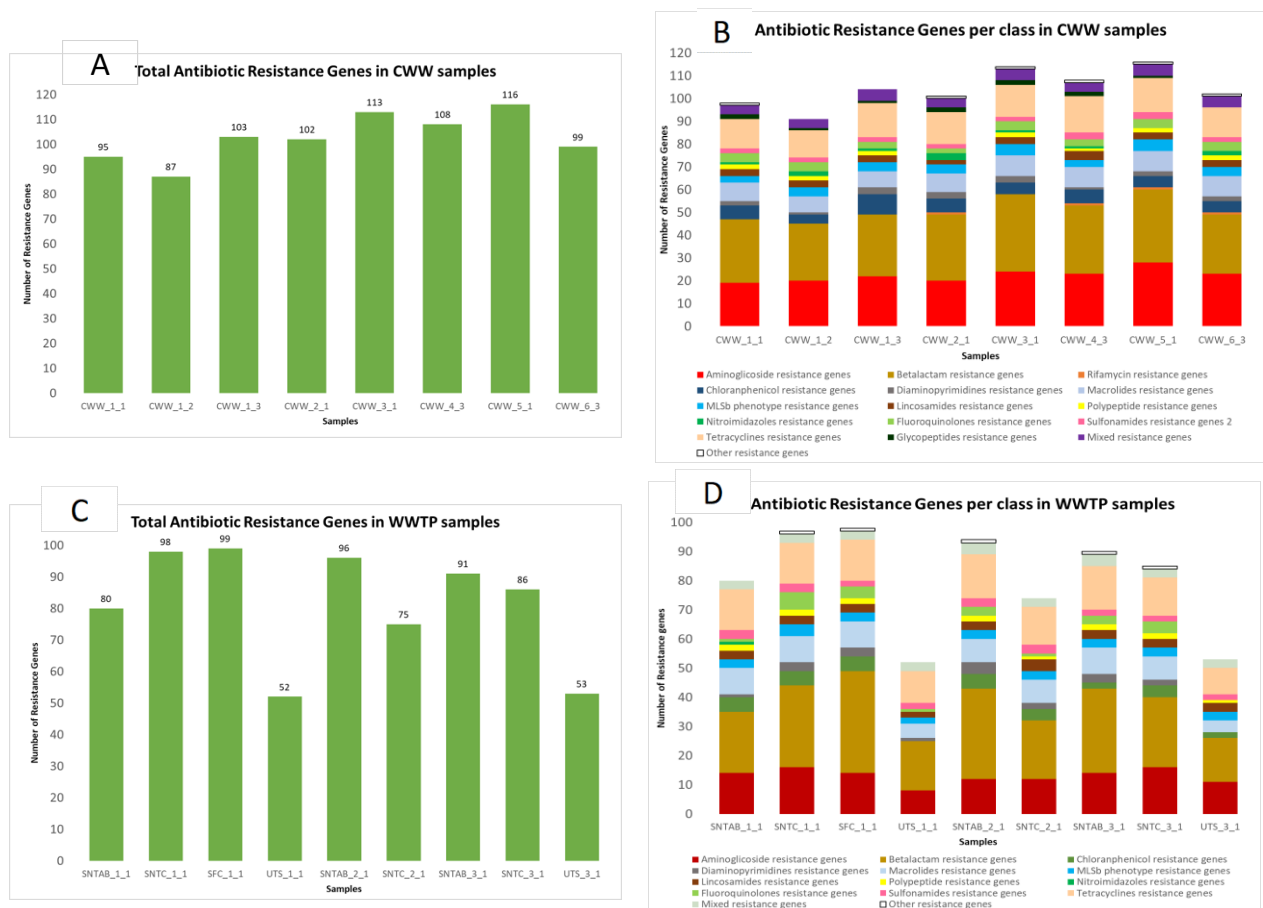 A
Total Antibiotic Resistance Genes in CWW samples
Number of Resistance Genes
120
110
100
90
80
70
60
50
40
30
20
10
0
95
87
103
102
113
108
116
99
CWW_1_1 CWW_1_2 CWW_1_3 CWW_2_1 CWW_3_1 CWW_4_3 CWW_5_1 CWW_6_3
Samples
B
Antibiotic Resistance Genes per class in CWW samples
Number of Resistance Genes
120
110
100
90
80
70
60
50
40
30
20
10
0
CWW_1_1 CWW_1_2 CWW_1_3 CWW_2_1 CWW_3_1 CWW_4_3 CWW_5_1 CWW_6_3
Samples
Aminoglicoside resistance genes Betalactam resistance genes Rifamycin resistance genes
Chloranphenicol resistance genes Diaminopyrimidines resistance genes Macrolides resistance genes
MLSb phenotype resistance genes Lincosamides resistance genes Polypeptide resistance genes
Nitroimidazoles resistance genes Fluoroquinolones resistance genes Sulfonamides resistance genes 2
Tetracyclines resistance genes Glycopeptides resistance genes Mixed resistance genes
Other resistance genes
C
Total Antibiotic Resistance Genes in WWTP samples
Number of Resistance Genes
100
90
80
70
60
50
40
30
20
10
0
80
98
99
52
96
75
91
86
53
SNTAB_1_1 SNTC_1_1 SFC_1_1 UTS_1_1 SNTAB_2_1 SNTC_2_1 SNTAB_3_1 SNTC_3_1 UTS_3_1
Samples
D
Antibiotic Resistance Genes per class in WWTP samples
Number of Resistance genes
100
90
80
70
60
50
40
30
20
10
0
SNTAB_1_1 SNTC_1_1 SFC_1_1 UTS_1_1 SNTAB_2_1 SNTC_2_1 SNTAB_3_1 SNTC_3_1 UTS_3_1
Samples
Aminoglicoside resistance genes Betalactam resistance genes Chloranphenicol resistance genes
Diaminopyrimidines resistance genes Macrolides resistance genes MLSb phenotype resistance genes
Lincosamides resistance genes Polypeptide resistance genes Nitroimidazoles resistance genes
Fluoroquinolones resistance genes Sulfonamides resistance genes Tetracyclines resistance genes
Mixed resistance genes Other resistance genes